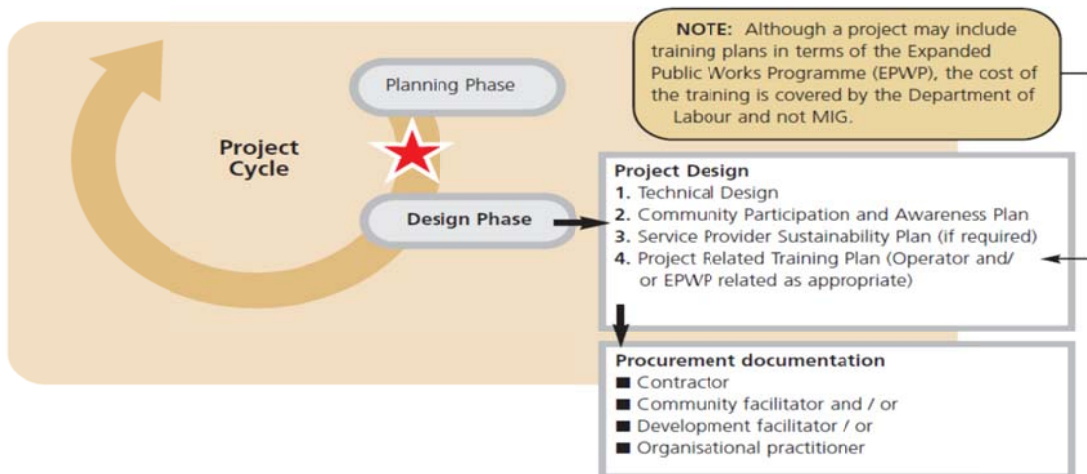 NOTE: Although a project may include
training plans in terms of the Expanded
Public Works Programme (EPWP), the cost of
the training is covered by the Department of
Labour and not MIG.
Planning Phase
Project
Cycle
Design Phase
Project Design
1. Technical Design
2. Community Participation and Awareness Plan
3. Service Provider Sustainability Plan (if required)
4. Project Related Training Plan (Operator and/
or EPWP related as appropriate)
Procurement documentation
■ Contractor
■ Community facilitator and / or
■ Development facilitator / or
■ Organisational practitioner